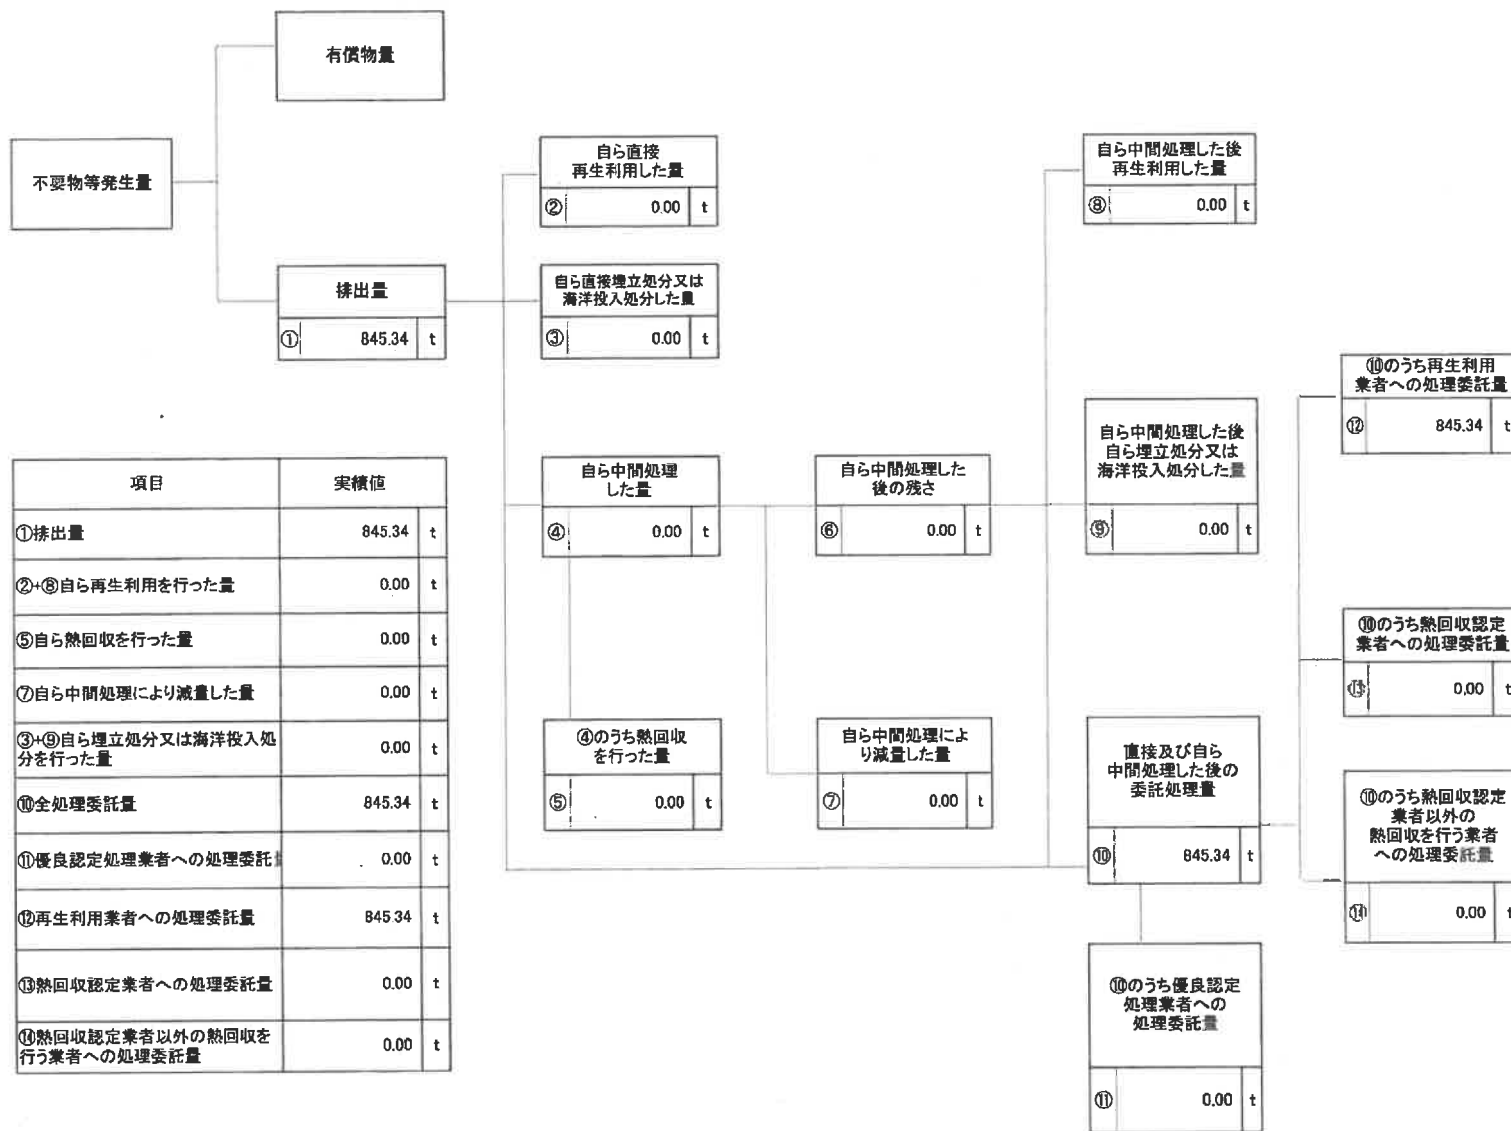 有償物量
不要物等発生量
排出量
① 845.34 t
自ら直接
再生利用した量
② 0.00 t
自ら直接埋立処分又は
海洋投入処分した量
③ 0.00 t
自ら中間処理
した量
④ 0.00 t
④のうち熱回収
を行った量
⑤ 0.00 t
自ら中間処理した
後の残さ
⑥ 0.00 t
自ら中間処理によ
り減量した量
⑦ 0.00 t
自ら中間処理した後
再生利用した量
⑧ 0.00 t
自ら中間処理した後
自ら埋立処分又は
海洋投入処分した量
⑨ 0.00 t
直接及び自ら
中間処理した後の
委託処理量
⑩ 845.34 t
⑩のうち優良認定
処理業者への
処理委託量
⑪ 0.00 t
⑩のうち再生利用
業者への処理委託量
⑫ 845.34 t
⑩のうち熱回収認定
業者への処理委託量
⑬ 0.00 t
⑩のうち熱回収認定
業者以外の
熱回収を行う業者
への処理委託量
⑭ 0.00 t
項目 実績値
①排出量 845.34 t
②+⑧自ら再生利用を行った量 0.00 t
⑤自ら熱回収を行った量 0.00 t
⑦自ら中間処理により減量した量 0.00 t
③+⑨自ら埋立処分又は海洋投入処
分を行った量 0.00 t
⑩全処理委託量 845.34 t
⑪優良認定処理業者への処理委託 0.00 t
⑫再生利用業者への処理委託量 845.34 t
⑬熱回収認定業者への処理委託量 0.00 t
⑭熱回収認定業者以外の熱回収を
行う業者への処理委託量 0.00 t